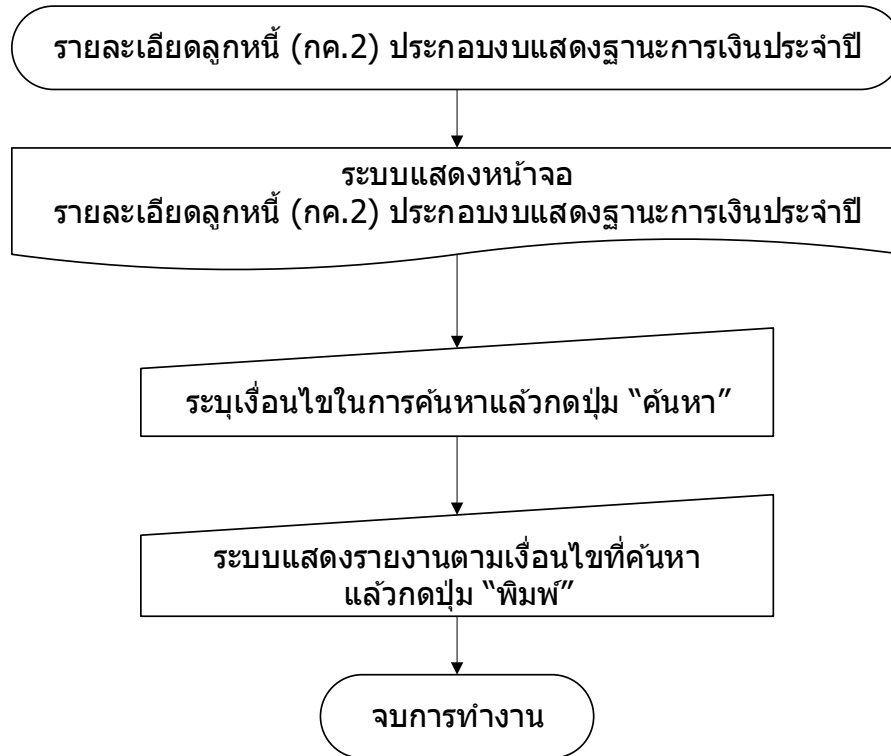 รายละเอียดลูกหนี้ (กค.2) ประกอบงบแสดงฐานะการเงินประจำปี
ระบบแสดงหน้าจอ
รายละเอียดลูกหนี้ (กค.2) ประกอบงบแสดงฐานะการเงินประจำปี
ระบุเงื่อนไขในการค้นหาแล้วกดปุ่ม “ค้นหา”
ระบบแสดงรายงานตามเงื่อนไขที่ค้นหา
แล้วกดปุ่ม “พิมพ์”
จบการทำงาน